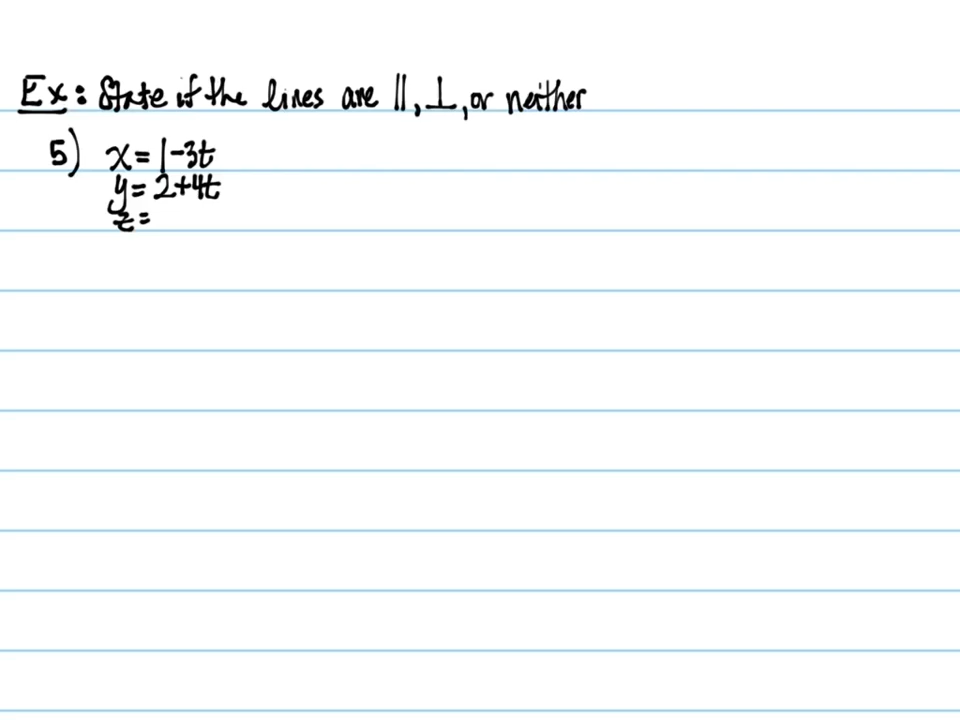 Ex: State if the lines are ||, ⊥, or neither
5) x = 1-3t
y = 2+4t
z =